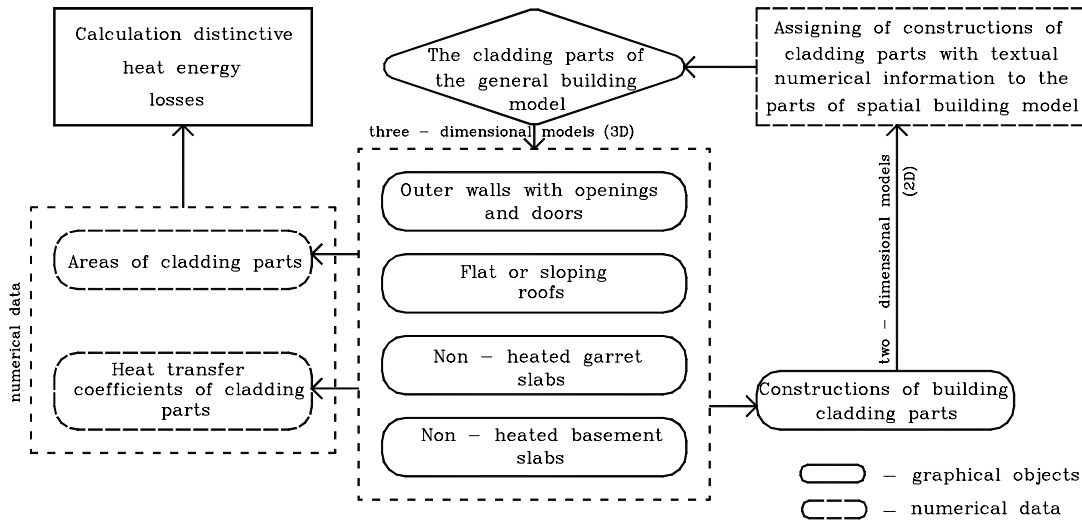 Calculation distinctive
heat energy
losses
The cladding parts of
the general building
model
Assigning of constructions of
cladding parts with textual
numerical information to the
parts of spatial building model
three – dimensional models (3D)
Outer walls with openings
and doors
Flat or sloping
roofs
Non – heated garret
slabs
Non – heated basement
slabs
numerical data
Areas of cladding parts
Heat transfer
coefficients of cladding
parts
two – dimensional models
(2D)
Constructions of building
cladding parts
– graphical objects
– numerical data